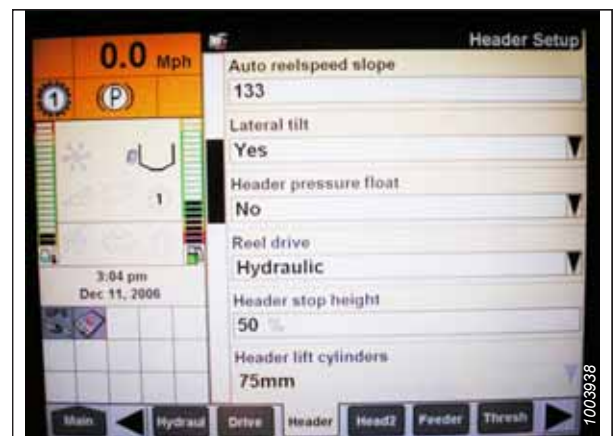 0.0 Mph
Header Setup
1
(P)
Auto reelspeed slope
133
Lateral tilt
Yes
1
Header pressure float
No
Reel drive
Hydraulic
3:04 pm
Dec 11, 2006
Header stop height
50 %
GPS
Header lift cylinders
75mm
Main
Hydraul
Drive
Header
Head2
Feeder
Thresh
1003938